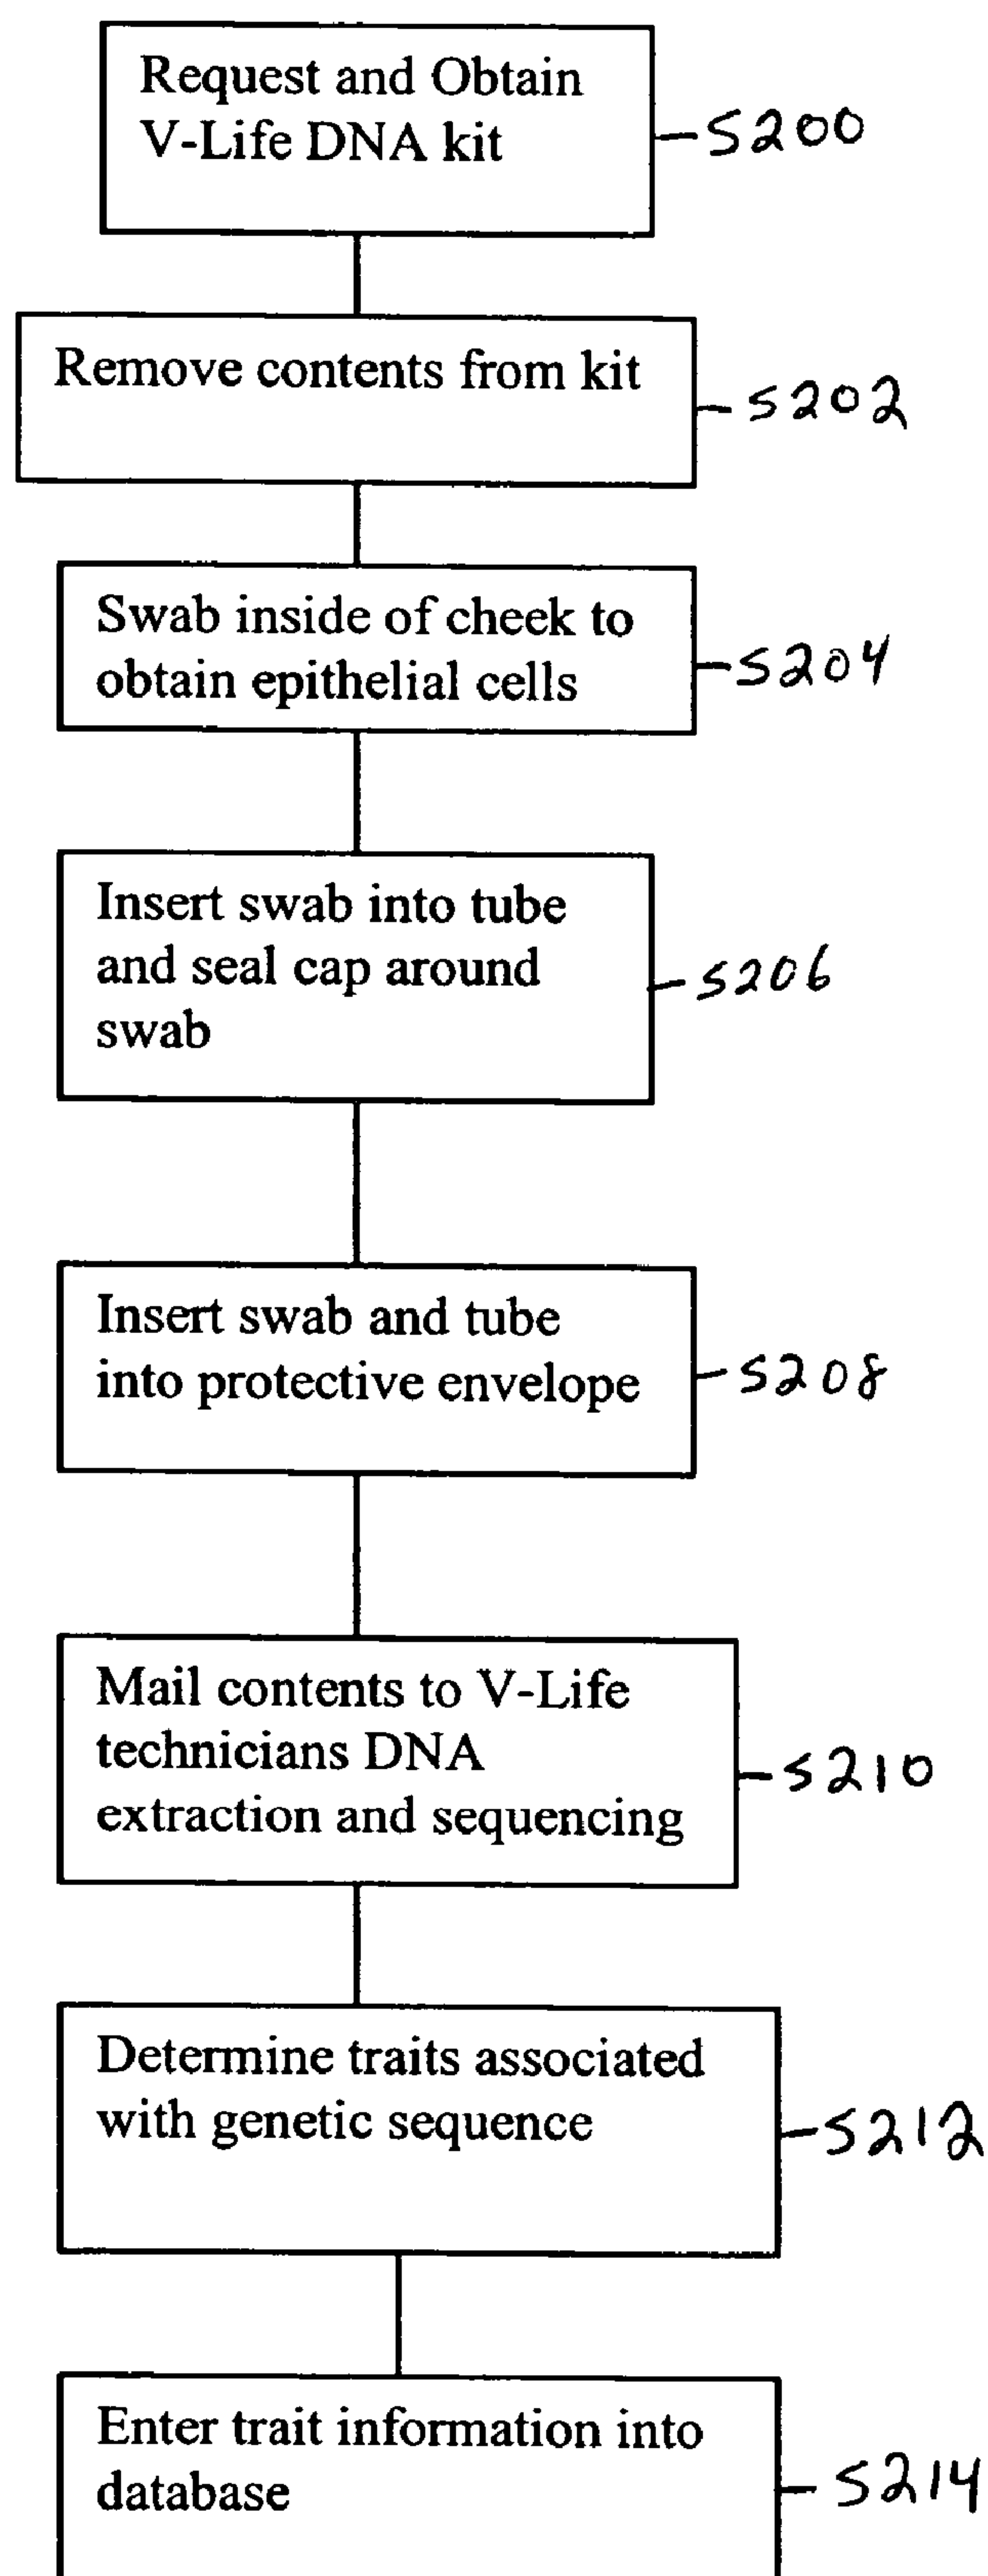 Request and Obtain
V-Life DNA kit
S200
Remove contents from kit
S202
Swab inside of cheek to
obtain epithelial cells
S204
Insert swab into tube
and seal cap around
swab
S206
Insert swab and tube
into protective envelope
S208
Mail contents to V-Life
technicians DNA
extraction and sequencing
S210
Determine traits associated
with genetic sequence
S212
Enter trait information into
database
S214